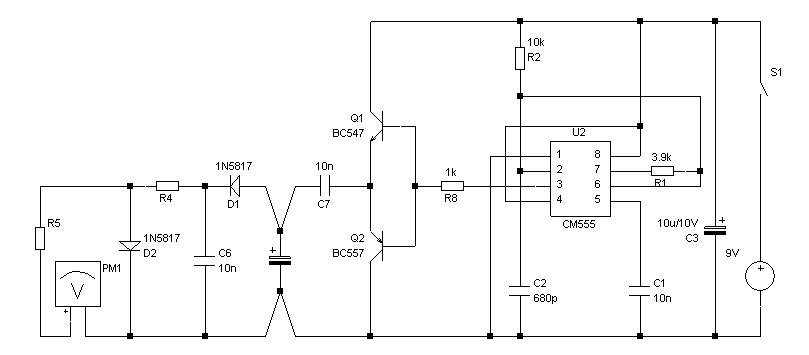 10k
R2
S1
Q1
BC547
U2
1 8
2 7
3 6
4 5
CM555
3.9k
R1
1N5817
D1
10n
C7
1k
R8
R4
R5
1N5817
D2
C6
10n
+
Q2
BC557
PM1
V
+
C2
680p
C1
10n
10u/10V
+
C3
9V
+